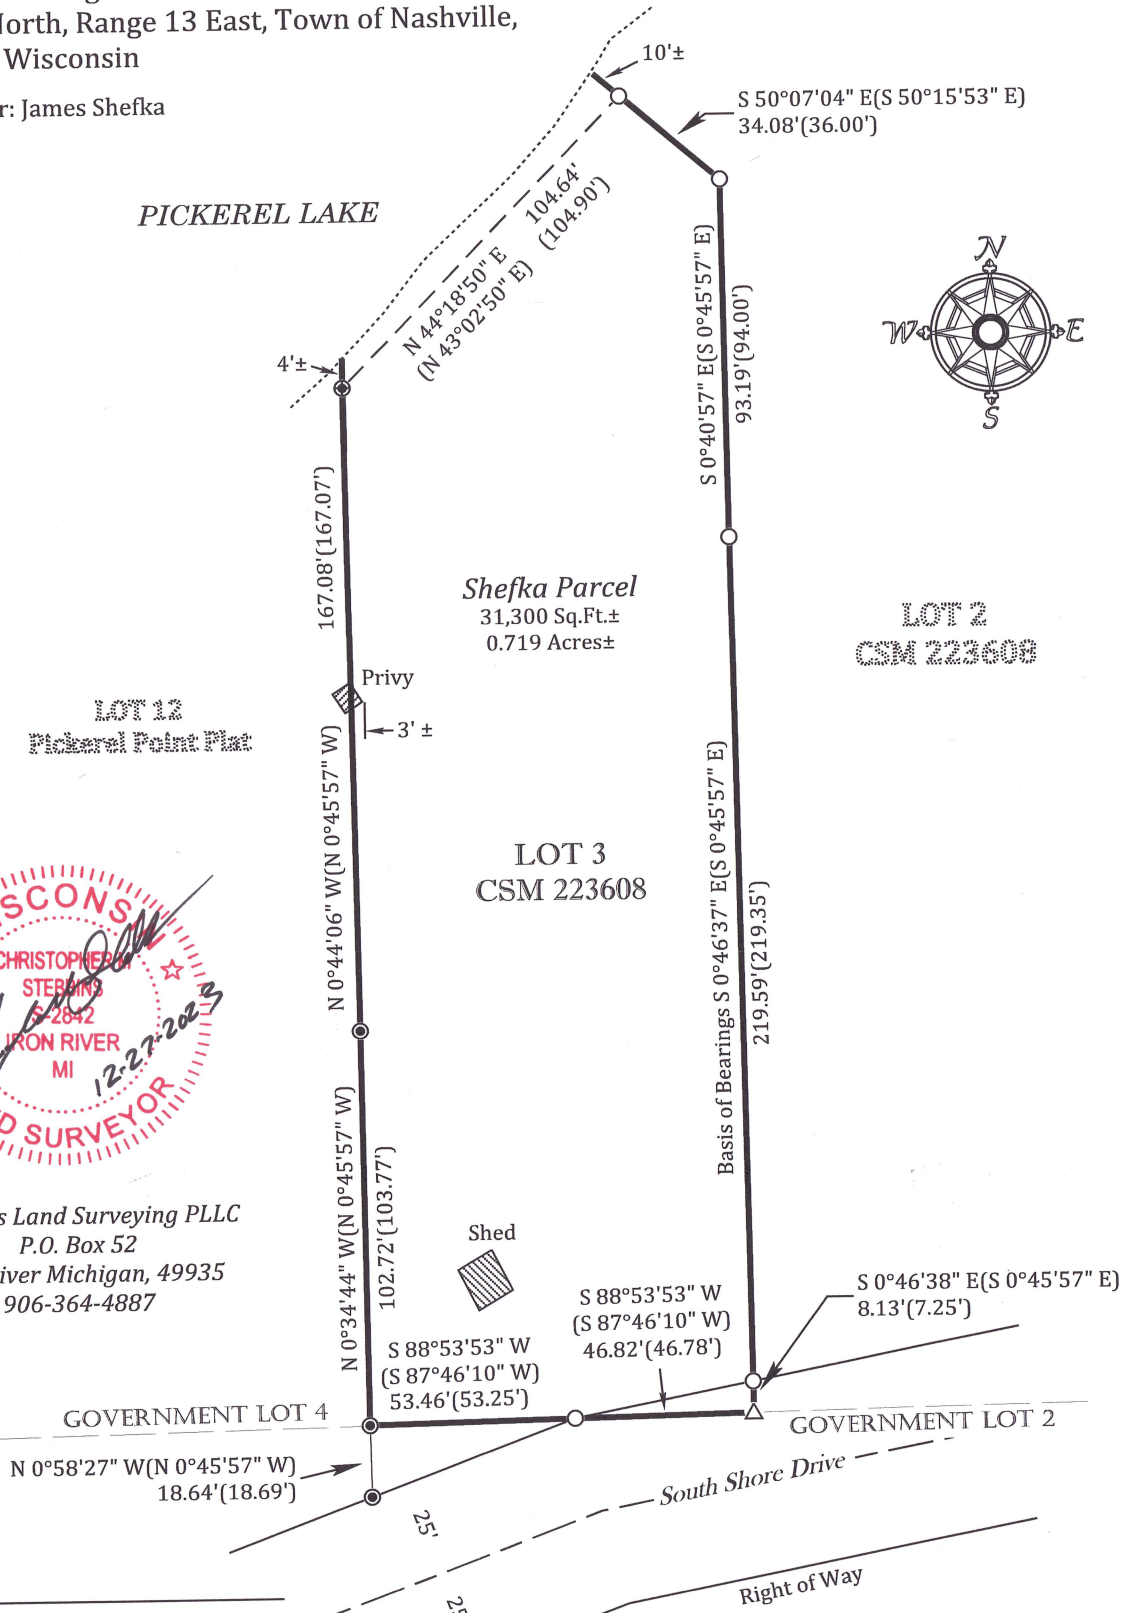 North, Range 13 East, Town of Nashville,
Wisconsin
r: James Shefka
10'±
S 50°07'04" E(S 50°15'53" E)
34.08'(36.00')
PICKEREL LAKE
104.64'
(104.90')
N 44°18'50" E
(N 43°02'50" E)
4'±
S 0°40'57" E(S 0°45'57" E)
93.19'(94.00')
N
W
E
S
167.08'(167.07')
Shefka Parcel
31,300 Sq.Ft.±
0.719 Acres±
LOT 2
CSM 223608
Privy
3' ±
LOT 12
Pickerel Point Plat
N 0°44'06" W(N 0°45'57" W)
LOT 3
CSM 223608
Basis of Bearings S 0°46'37" E(S 0°45'57" E)
219.59'(219.35')
SCONS
CHRISTOPHER
STEBBINS
S-2842
IRON RIVER
MI
12-27-2023
D SURVEYOR
s Land Surveying PLLC
P.O. Box 52
iver Michigan, 49935
906-364-4887
N 0°34'44" W(N 0°45'57" W)
102.72'(103.77')
Shed
S 88°53'53" W
(S 87°46'10" W)
53.46'(53.25')
S 88°53'53" W
(S 87°46'10" W)
46.82'(46.78')
S 0°46'38" E(S 0°45'57" E)
8.13'(7.25')
GOVERNMENT LOT 4
GOVERNMENT LOT 2
N 0°58'27" W(N 0°45'57" W)
18.64'(18.69')
South Shore Drive
25'
25
Right of Way